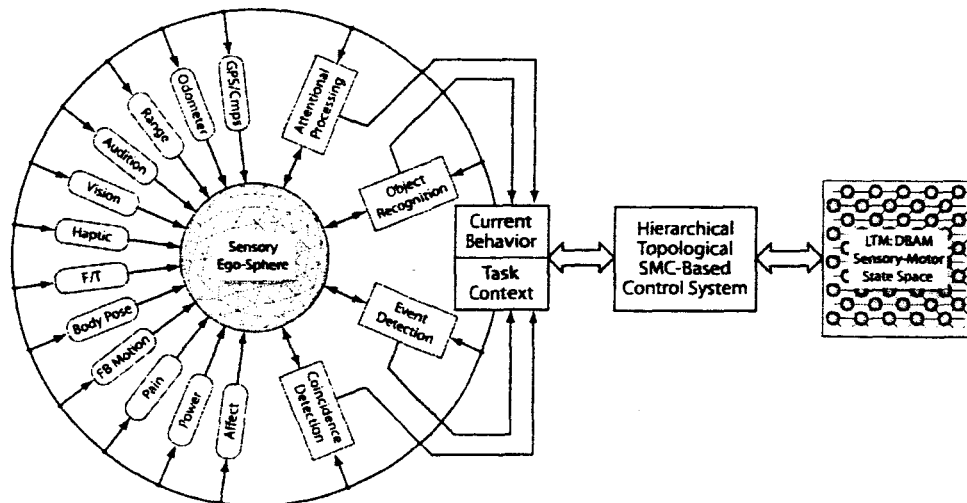 GPS/Cmps
Odometer
Range
Audition
Vision
Haptic
F/T
Body Pose
FB Motion
Pain
Power
Affect
Sensory
Ego-Sphere
Attentional
Processing
Object
Recognition
Event
Detection
Coincidence
Detection
Current
Behavior
Task
Context
Hierarchical
Topological
SMC-Based
Control System
LTM: DBAM
Sensory-Motor
State Space